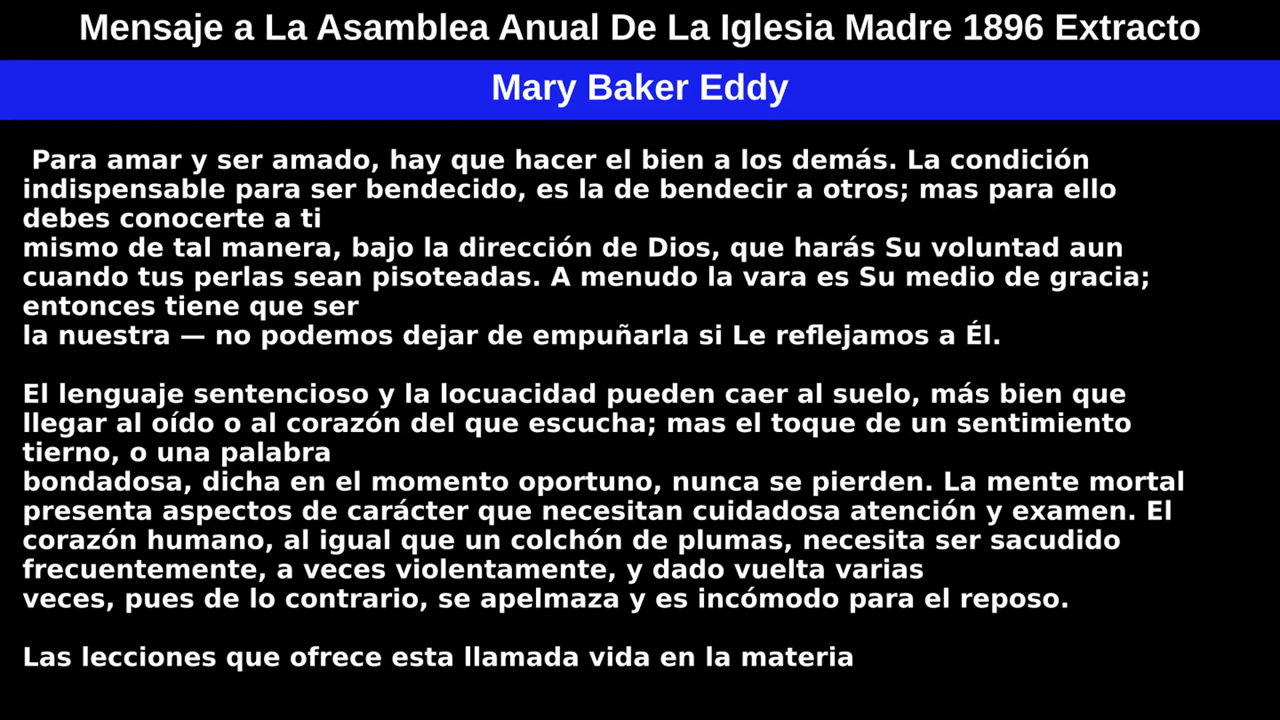 Mensaje a La Asamblea Anual De La Iglesia Madre 1896 Extracto
Mary Baker Eddy
Para amar y ser amado, hay que hacer el bien a los demás. La condición
indispensable para ser bendecido, es la de bendecir a otros; mas para ello
debes conocerte a ti
mismo de tal manera, bajo la dirección de Dios, que harás Su voluntad aun
cuando tus perlas sean pisoteadas. A menudo la vara es Su medio de gracia;
entonces tiene que ser
la nuestra — no podemos dejar de empuñarla si Le reflejamos a Él.
El lenguaje sentencioso y la locuacidad pueden caer al suelo, más bien que
llegar al oído o al corazón del que escucha; mas el toque de un sentimiento
tierno, o una palabra
bondadosa, dicha en el momento oportuno, nunca se pierden. La mente mortal
presenta aspectos de carácter que necesitan cuidadosa atención y examen. El
corazón humano, al igual que un colchón de plumas, necesita ser sacudido
frecuentemente, a veces violentamente, y dado vuelta varias
veces, pues de lo contrario, se apelmaza y es incómodo para el reposo.
Las lecciones que ofrece esta llamada vida en la materia